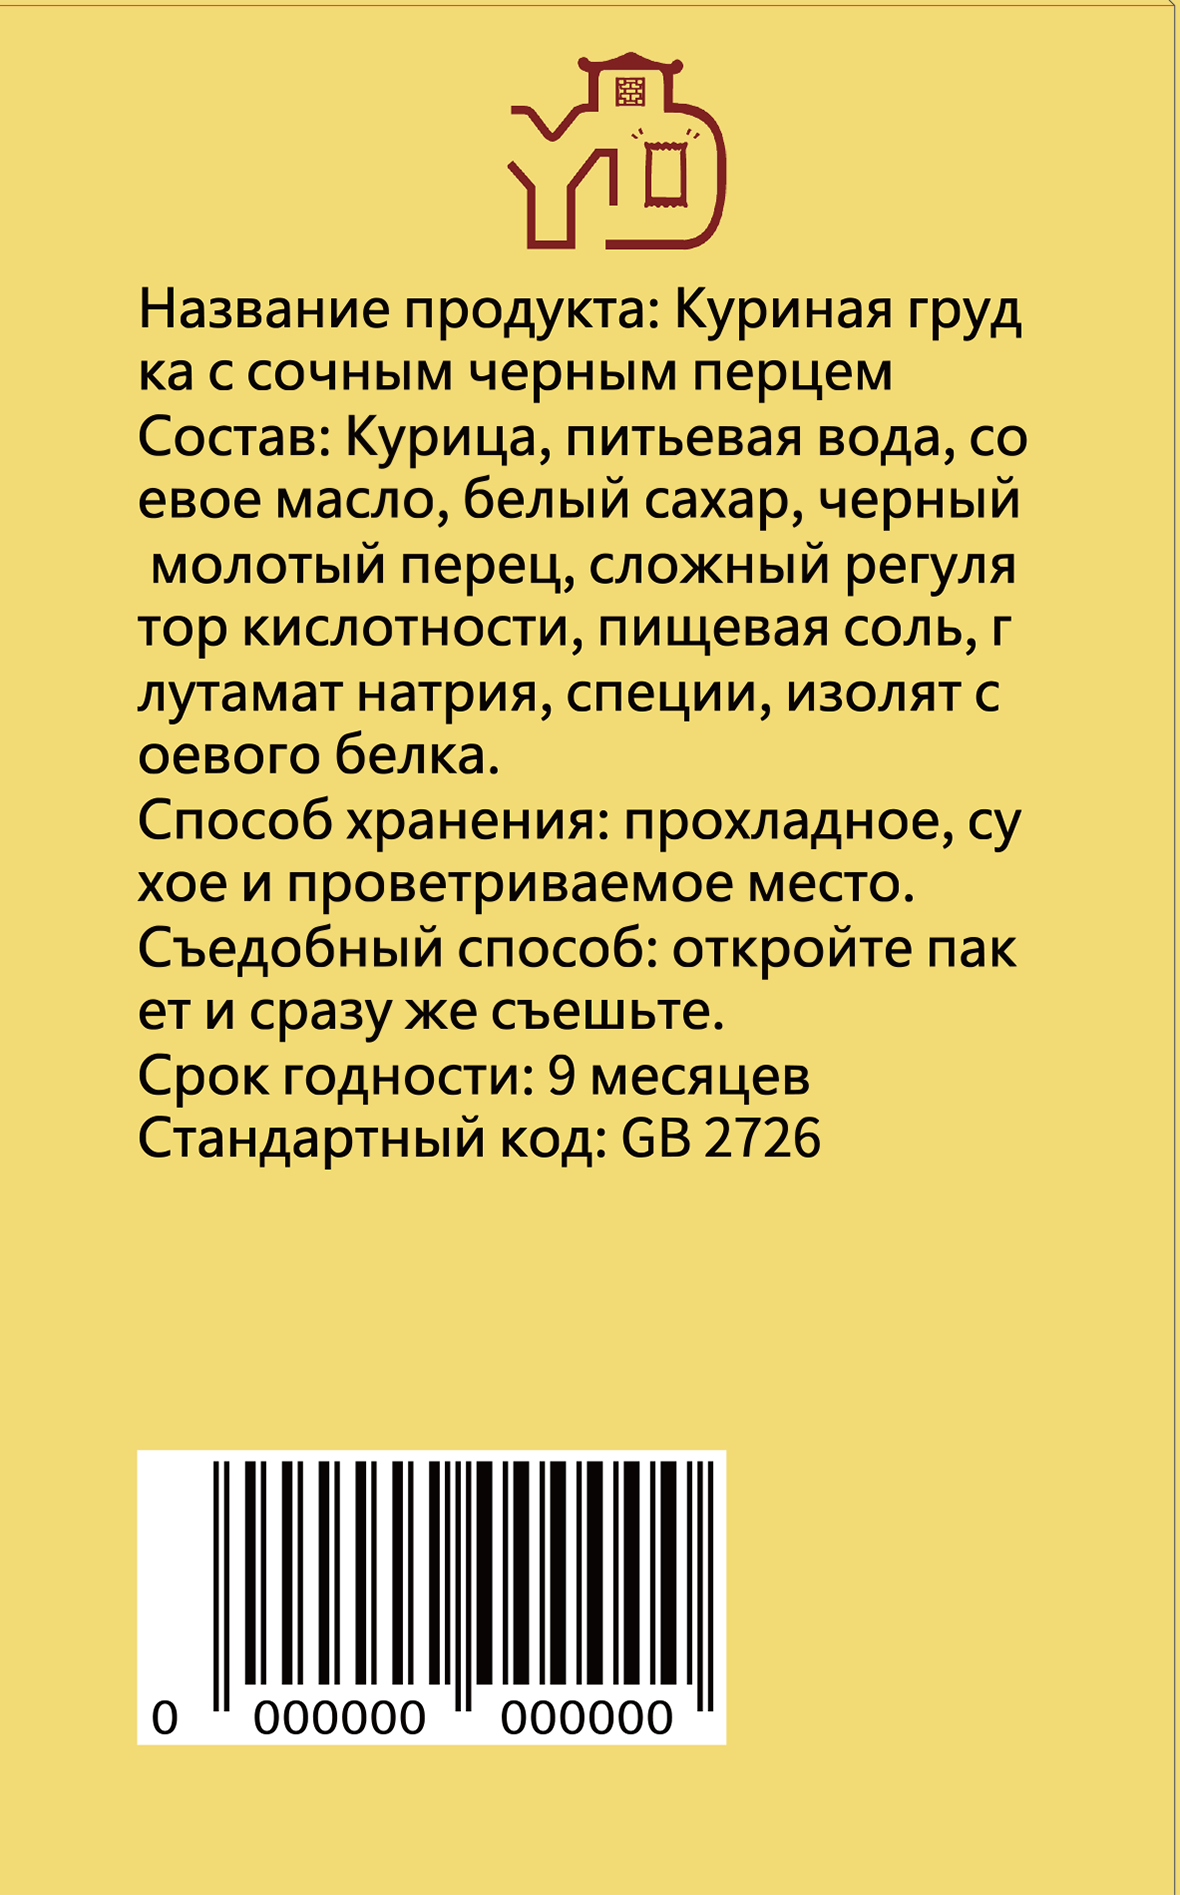 Название продукта: Куриная груд
ка с сочным черным перцем
Состав: Курица, питьевая вода, со
евое масло, белый сахар, черный
молотый перец, сложный регуля
тор кислотности, пищевая соль, г
лутамат натрия, специи, изолят с
оевого белка.
Способ хранения: прохладное, су
хое и проветриваемое место.
Съедобный способ: откройте пак
ет и сразу же съешьте.
Срок годности: 9 месяцев
Стандартный код: GB 2726
0 000000 000000